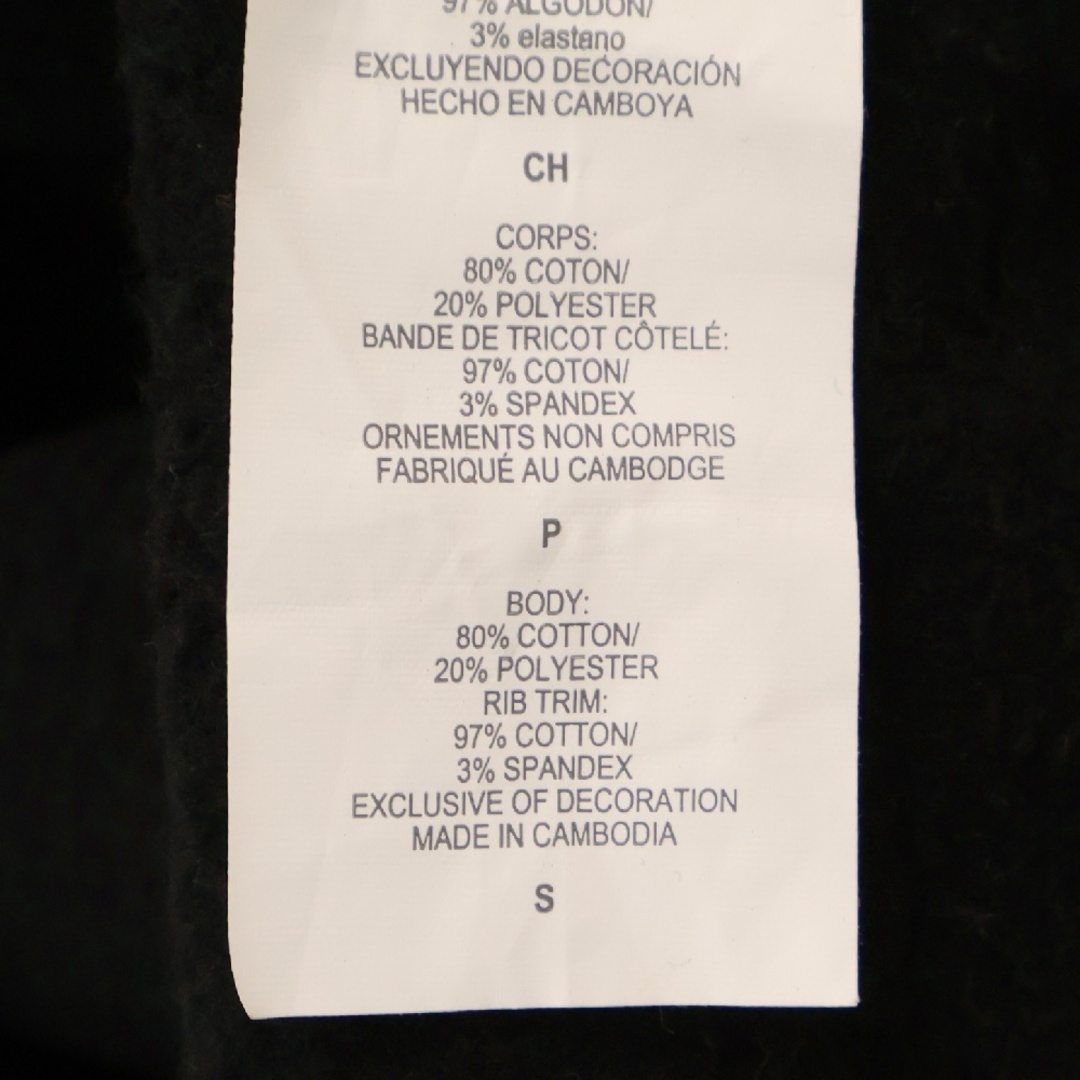 97% ALGODÓN/
3% elastano
EXCLUYENDO DECORACIÓN
HECHO EN CAMBOYA
CH
CORPS:
80% COTON/
20% POLYESTER
BANDE DE TRICOT CÔTELÉ:
97% COTON/
3% SPANDEX
ORNEMENTS NON COMPRIS
FABRIQUÉ AU CAMBODGE
P
BODY:
80% COTTON/
20% POLYESTER
RIB TRIM:
97% COTTON/
3% SPANDEX
EXCLUSIVE OF DECORATION
MADE IN CAMBODIA
S